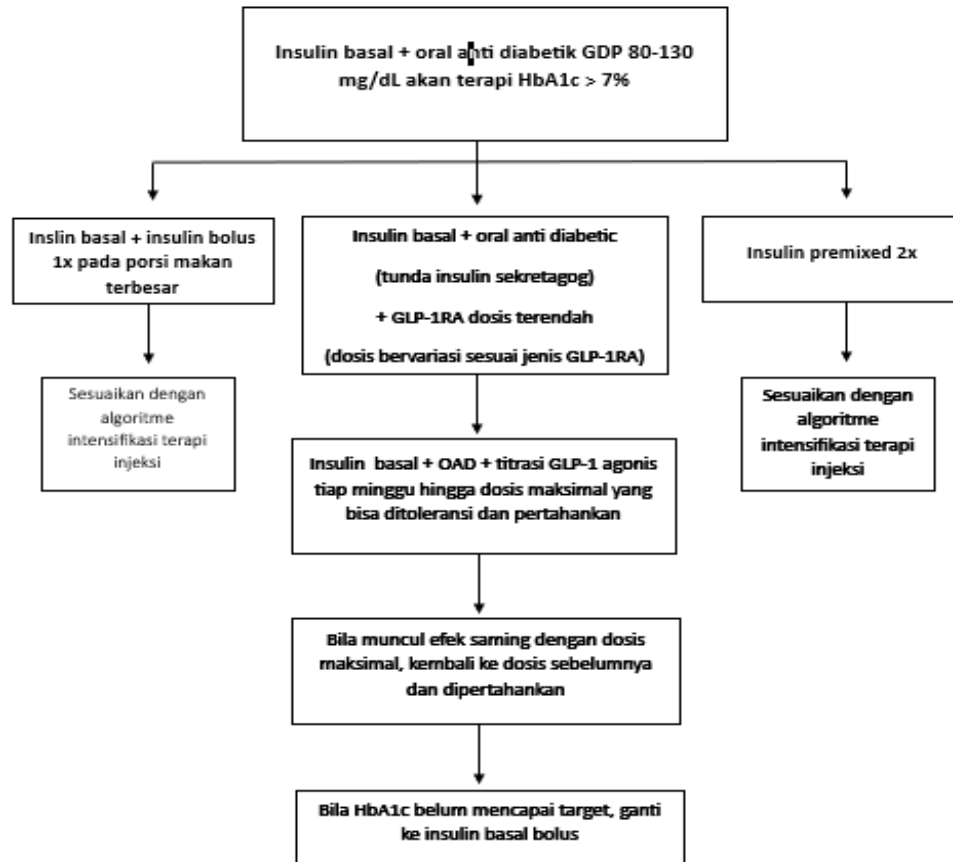 Insulin basal + oral anti diabetik GDP 80-130
mg/dL akan terapi HbA1c > 7%
Inslin basal + insulin bolus
1x pada porsi makan
terbesar
Sesuaikan dengan
algoritme
intensifikasi terapi
injeksi
Insulin basal + oral anti diabetic
(tunda insulin sekretagog)
+ GLP-1RA dosis terendah
(dosis bervariasi sesuai jenis GLP-1RA)
Insulin basal + OAD + titrasi GLP-1 agonis
tiap minggu hingga dosis maksimal yang
bisa ditoleransi dan pertahankan
Bila muncul efek saming dengan dosis
maksimal, kembali ke dosis sebelumnya
dan dipertahankan
Bila HbA1c belum mencapai target, ganti
ke insulin basal bolus
Insulin premixed 2x
Sesuaikan dengan
algoritme
intensifikasi terapi
injeksi